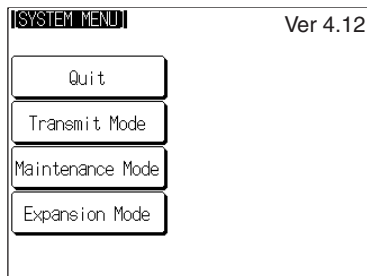 [SYSTEM MENU]
Ver 4.12
Quit
Transmit Mode
Maintenance Mode
Expansion Mode